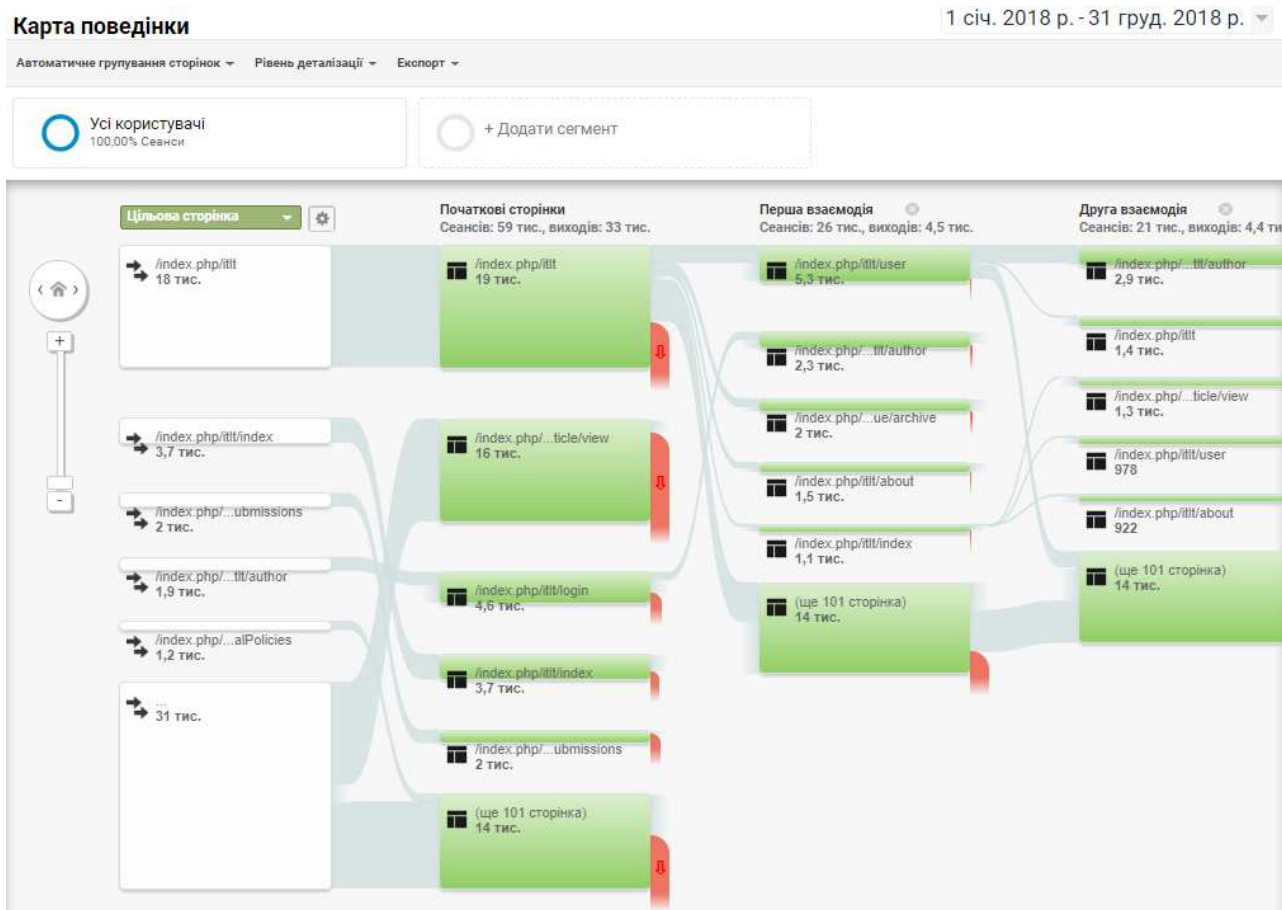 Карта поведінки
1 січ. 2018 р. - 31 груд. 2018 р.
Автоматичне групування сторінок
Рівень деталізації
Експорт
Усі користувачі
100,00% Сеанси
+ Додати сегмент
Цільова сторінка
/index.php/itlt
18 тис.
/index.php/itlt/index
3,7 тис.
/index.php/...ubmissions
2 тис.
/index.php/...tlt/author
1,9 тис.
/index.php/...alPolicies
1,2 тис.
...
31 тис.
Початкові сторінки
Сеансів: 59 тис., виходів: 33 тис.
/index.php/itlt
19 тис.
/index.php/...ticle/view
16 тис.
/index.php/itlt/login
4,6 тис.
/index.php/itlt/index
3,7 тис.
/index.php/...ubmissions
2 тис.
(ще 101 сторінка)
14 тис.
Перша взаємодія
Сеансів: 26 тис., виходів: 4,5 тис.
/index.php/itlt/user
5,3 тис.
/index.php/...tlt/author
2,3 тис.
/index.php/...ue/archive
2 тис.
/index.php/itlt/about
1,5 тис.
/index.php/itlt/index
1,1 тис.
(ще 101 сторінка)
14 тис.
Друга взаємодія
Сеансів: 21 тис., виходів: 4,4 ти
/index.php/...tlt/author
2,9 тис.
/index.php/itlt
1,4 тис.
/index.php/...ticle/view
1,3 тис.
/index.php/itlt/user
978
/index.php/itlt/about
922
(ще 101 сторінка)
14 тис.